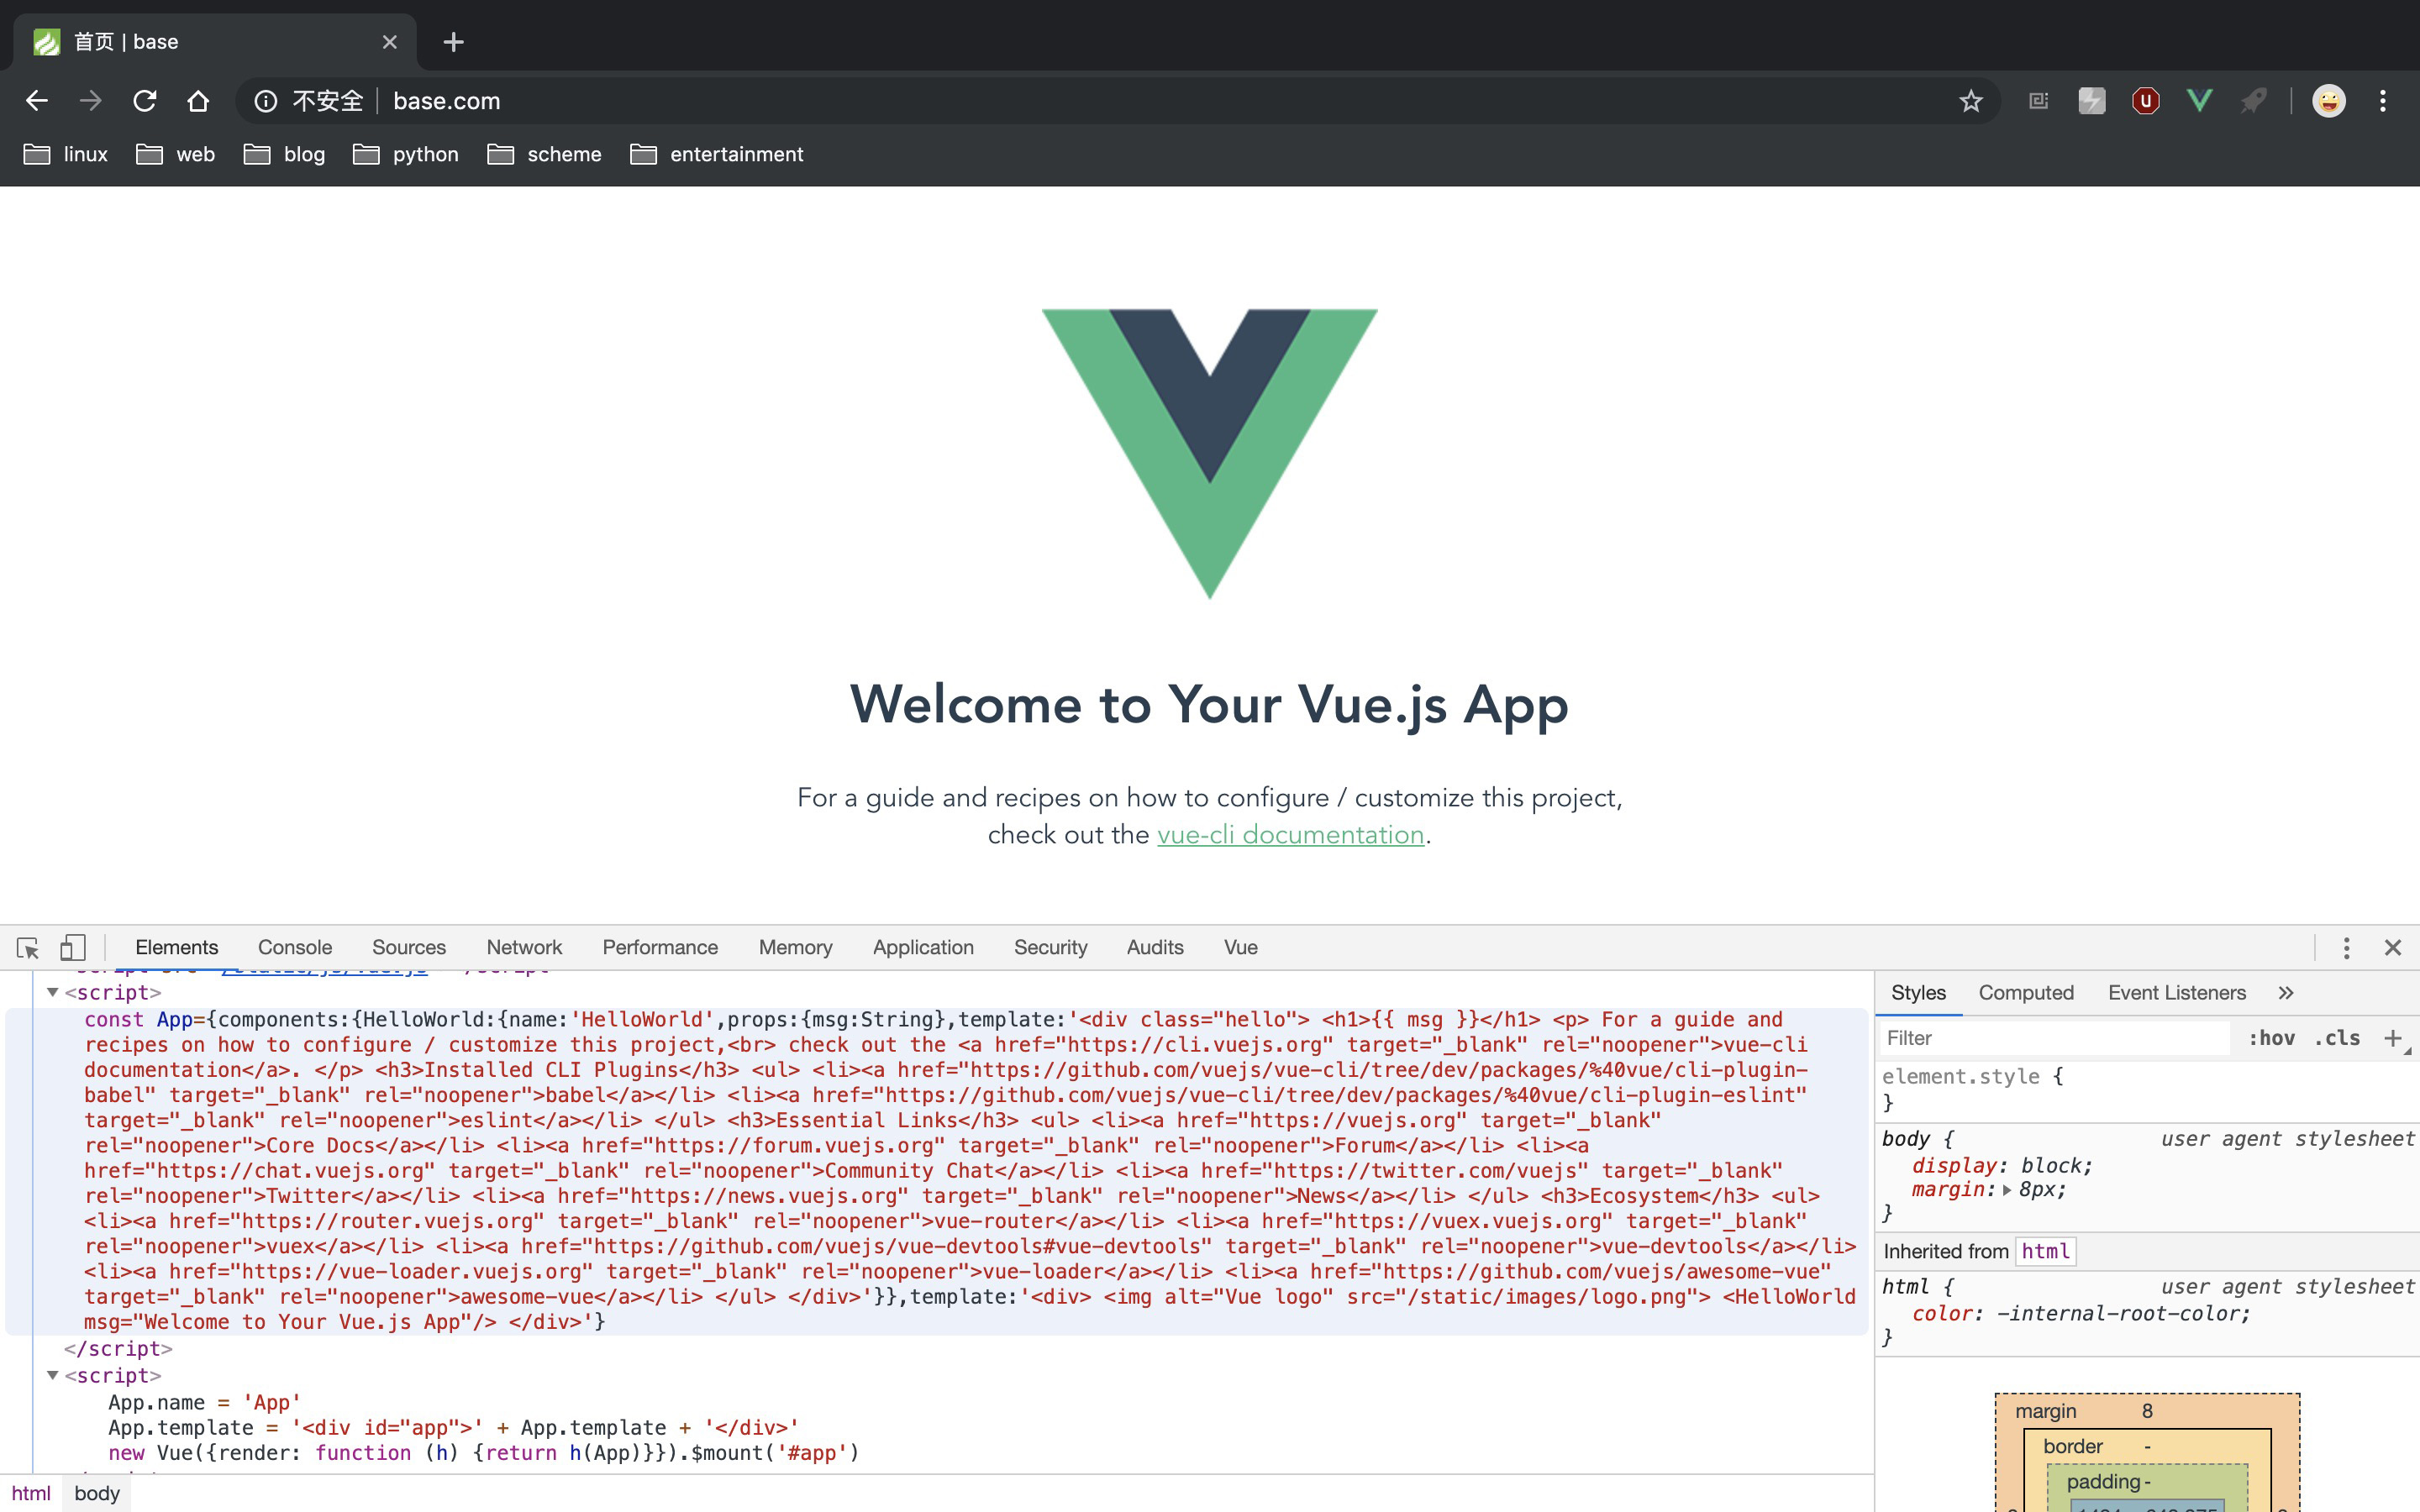 首页 | base
不安全 base.com
linux web blog python scheme entertainment
Welcome to Your Vue.js App
For a guide and recipes on how to configure / customize this project,
check out the vue-cli documentation.
Elements Console Sources Network Performance Memory Application Security Audits Vue
<script>
const App={components:{HelloWorld:{name:'HelloWorld',props:{msg:String},template:'<div class="hello"> <h1>{{ msg }}</h1> <p> For a guide and
recipes on how to configure / customize this project,<br> check out the <a href="https://cli.vuejs.org" target="_blank" rel="noopener">vue-cli
documentation</a>. </p> <h3>Installed CLI Plugins</h3> <ul> <li><a href="https://github.com/vuejs/vue-cli/tree/dev/packages/%40vue/cli-plugin-
babel" target="_blank" rel="noopener">babel</a></li> <li><a href="https://github.com/vuejs/vue-cli/tree/dev/packages/%40vue/cli-plugin-eslint"
target="_blank" rel="noopener">eslint</a></li> </ul> <h3>Essential Links</h3> <ul> <li><a href="https://vuejs.org" target="_blank"
rel="noopener">Core Docs</a></li> <li><a href="https://forum.vuejs.org" target="_blank" rel="noopener">Forum</a></li> <li><a
href="https://chat.vuejs.org" target="_blank" rel="noopener">Community Chat</a></li> <li><a href="https://twitter.com/vuejs" target="_blank"
rel="noopener">Twitter</a></li> <li><a href="https://news.vuejs.org" target="_blank" rel="noopener">News</a></li> </ul> <h3>Ecosystem</h3> <ul>
<li><a href="https://router.vuejs.org" target="_blank" rel="noopener">vue-router</a></li> <li><a href="https://vuex.vuejs.org" target="_blank"
rel="noopener">vuex</a></li> <li><a href="https://github.com/vuejs/vue-devtools#vue-devtools" target="_blank" rel="noopener">vue-devtools</a></li>
<li><a href="https://vue-loader.vuejs.org" target="_blank" rel="noopener">vue-loader</a></li> <li><a href="https://github.com/vuejs/awesome-vue"
target="_blank" rel="noopener">awesome-vue</a></li> </ul> </div>'}},template:'<div> <img alt="Vue logo" src="/static/images/logo.png"> <HelloWorld
msg="Welcome to Your Vue.js App"/> </div>'}
</script>
<script>
App.name = 'App'
App.template = '<div id="app">' + App.template + '</div>'
new Vue({render: function (h) {return h(App)}}).$mount('#app')
html body
Styles Computed Event Listeners »
Filter :hov .cls +
element.style {
}
body { user agent stylesheet
display: block;
margin: 8px;
}
Inherited from html
html { user agent stylesheet
color: -internal-root-color;
}
margin 8
border -
padding -